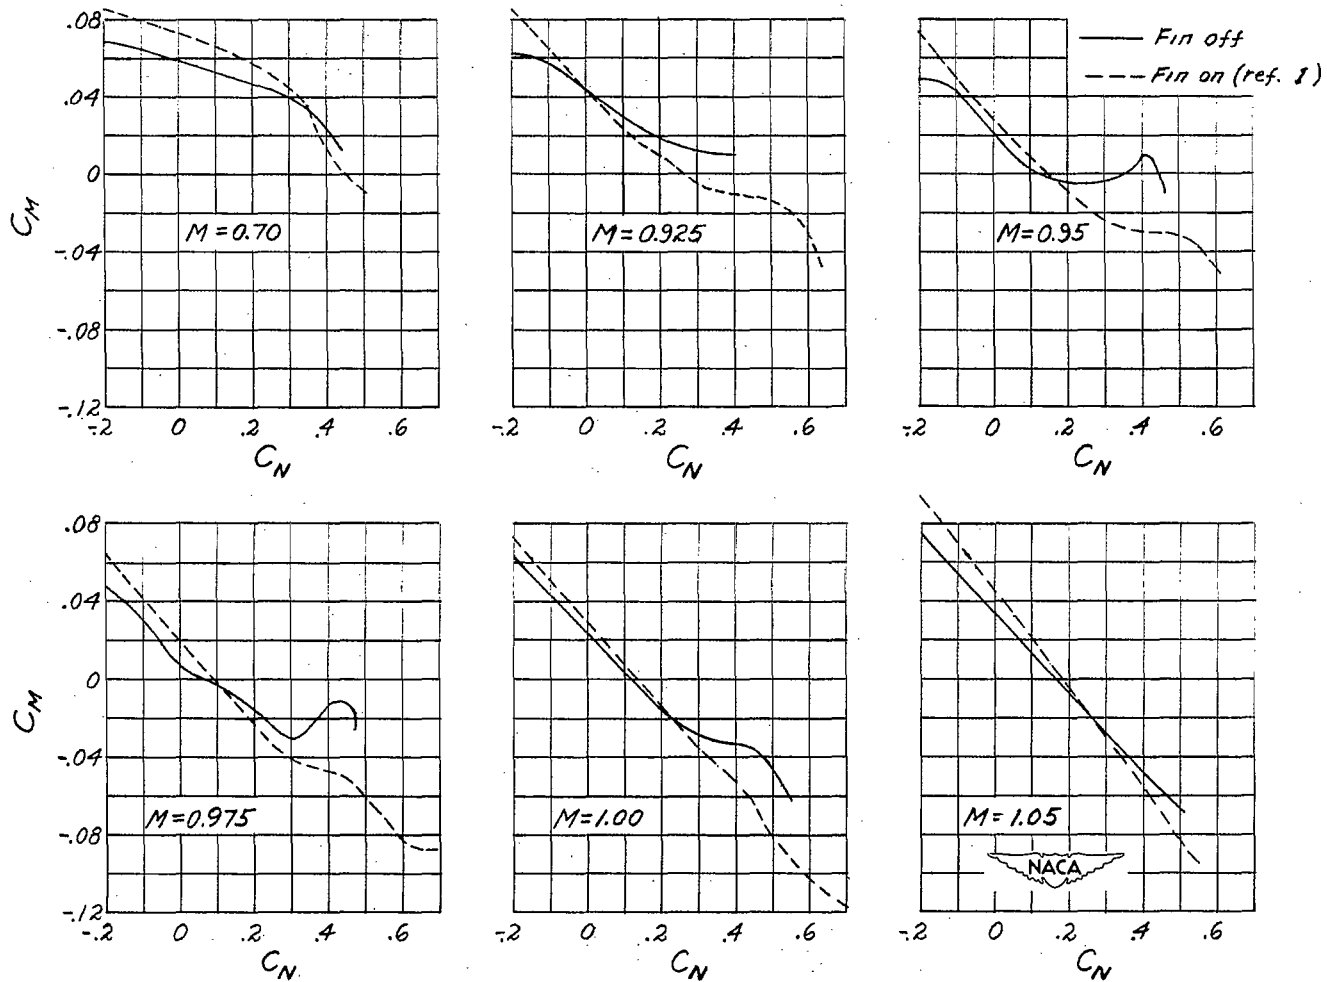 Fin off
Fin on (ref. 1)
.08
.04
0
-.04
-.08
-.12
C_M
M=0.70
-.2 0 .2 .4 .6
C_N
M=0.925
-.2 0 .2 .4 .6
C_N
M=0.95
-.2 0 .2 .4 .6
C_N
.08
.04
0
-.04
-.08
-.12
C_M
M=0.975
-.2 0 .2 .4 .6
C_N
M=1.00
-.2 0 .2 .4 .6
C_N
M=1.05
NACA
-.2 0 .2 .4 .6
C_N